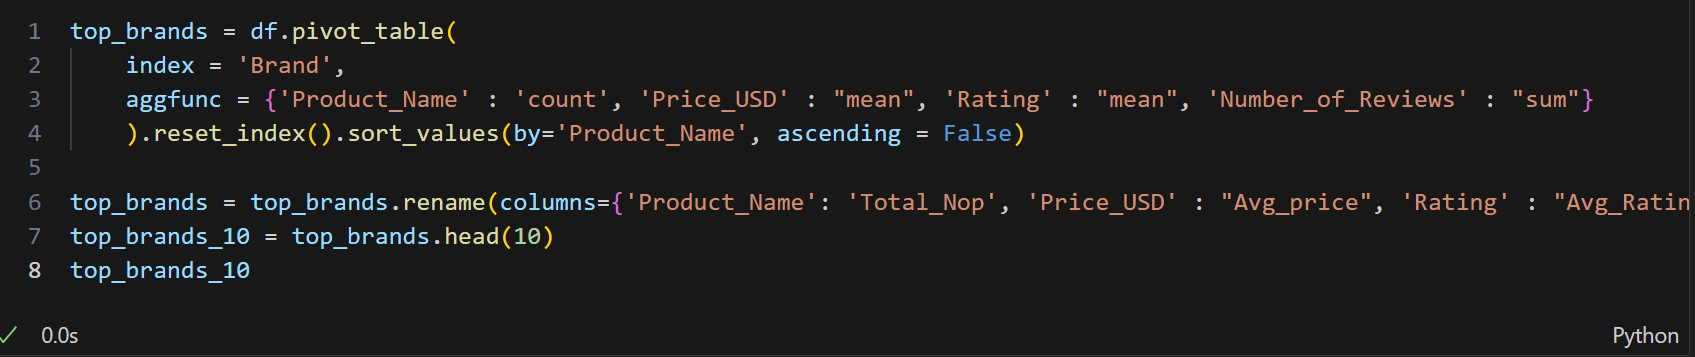 1 top_brands = df.pivot_table(
2 index = 'Brand',
3 aggfunc = {'Product_Name' : 'count', 'Price_USD' : "mean", 'Rating' : "mean", 'Number_of_Reviews' : "sum"}
4 ).reset_index().sort_values(by='Product_Name', ascending = False)
5
6 top_brands = top_brands.rename(columns={'Product_Name': 'Total_Nop', 'Price_USD' : "Avg_price", 'Rating' : "Avg_Ratin
7 top_brands_10 = top_brands.head(10)
8 top_brands_10
0.0s
Python